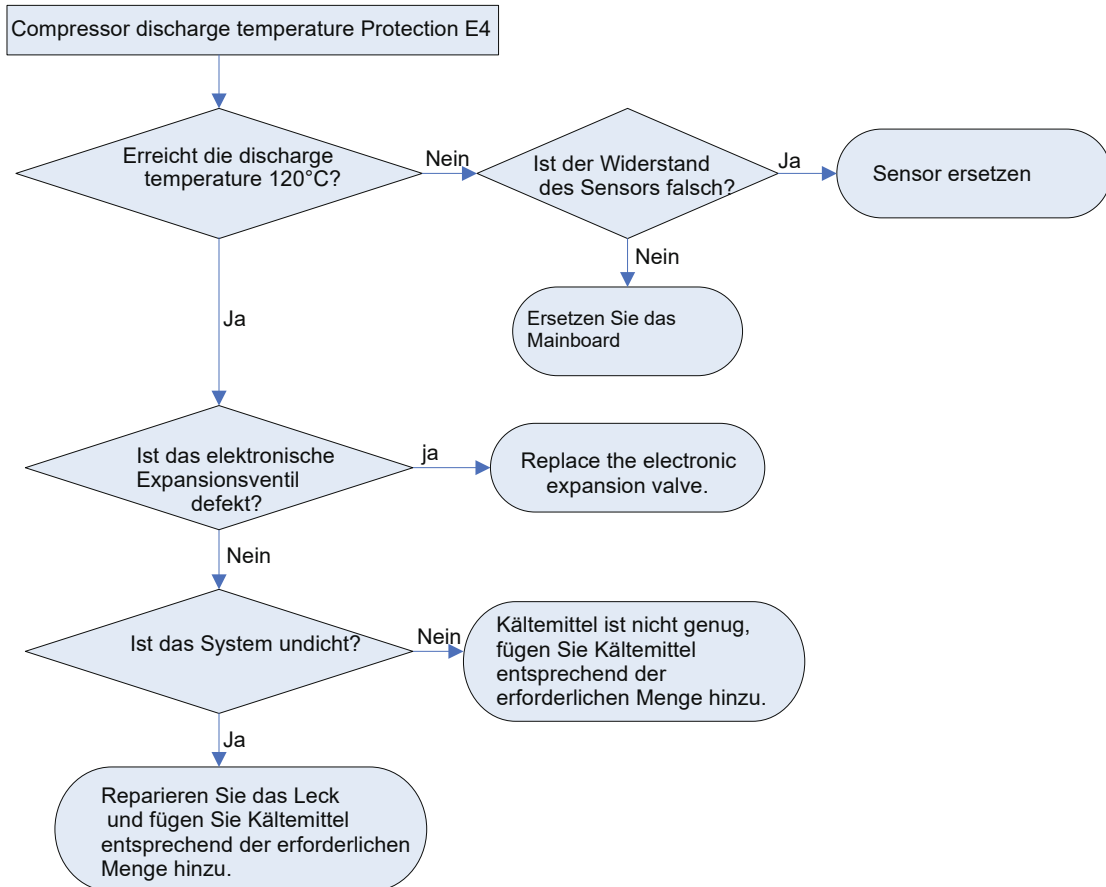 Compressor discharge temperature Protection E4
Erreicht die discharge
temperature 120°C?
Nein
Ist der Widerstand
des Sensors falsch?
Ja
Sensor ersetzen
Nein
Ersetzen Sie das
Mainboard
Ja
Ist das elektronische
Expansionsventil
defekt?
ja
Replace the electronic
expansion valve.
Nein
Ist das System undicht?
Nein
Kältemittel ist nicht genug,
fügen Sie Kältemittel
entsprechend der
erforderlichen Menge hinzu.
Ja
Reparieren Sie das Leck
und fügen Sie Kältemittel
entsprechend der erforderlichen
Menge hinzu.